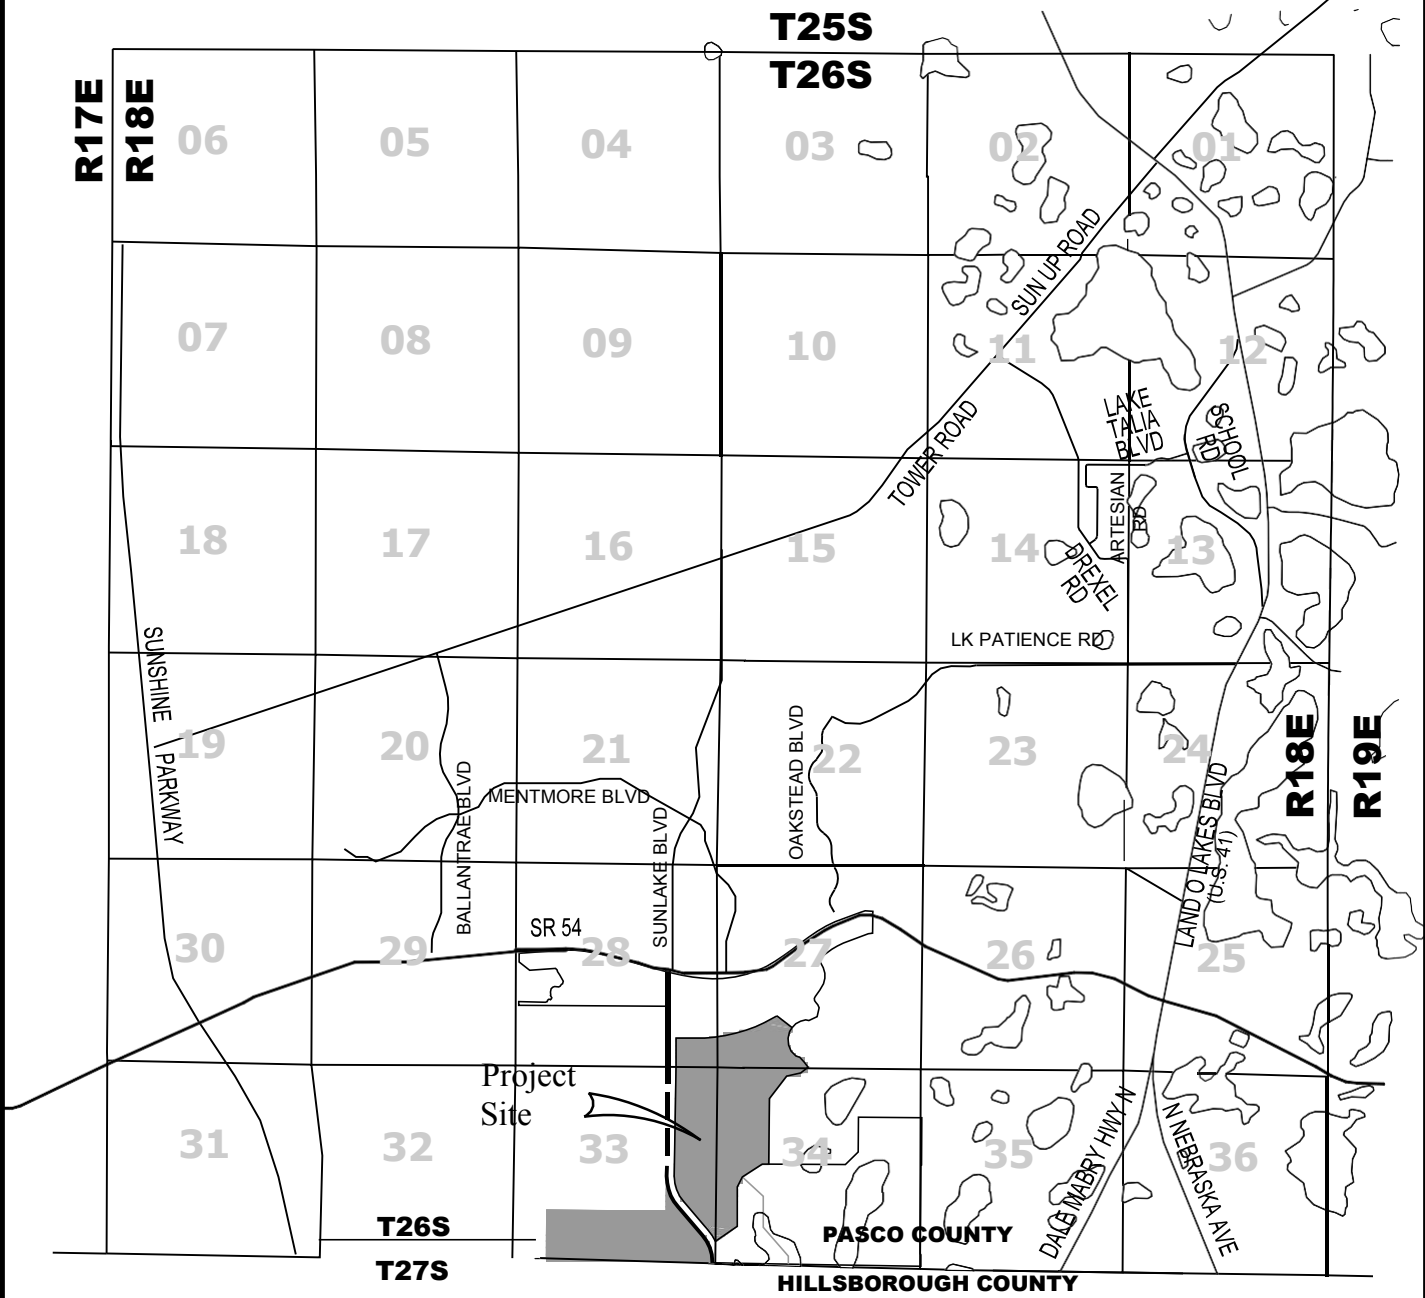 T25S
T26S
R17E
R18E
06
05
04
03
02
01
SUN UP ROAD
07
08
09
10
11
12
LAKE
TALIA
BLVD
SCHOOL
RD
TOWER ROAD
ARTESIAN
RD
18
17
16
15
14
13
DREXEL
RD
LK PATIENCE RD
SUNSHINE
PARKWAY
19
20
21
22
23
24
R18E
R19E
MENTMORE BLVD
BALLANTRAE BLVD
SUNLAKE BLVD
OAKSTEAD BLVD
LAND O LAKES BLVD
(U.S. 41)
SR 54
30
29
28
27
26
25
Project
Site
31
32
33
34
35
36
DALE MABRY HWY N
N NEBRASKA AVE
T26S
T27S
PASCO COUNTY
HILLSBOROUGH COUNTY